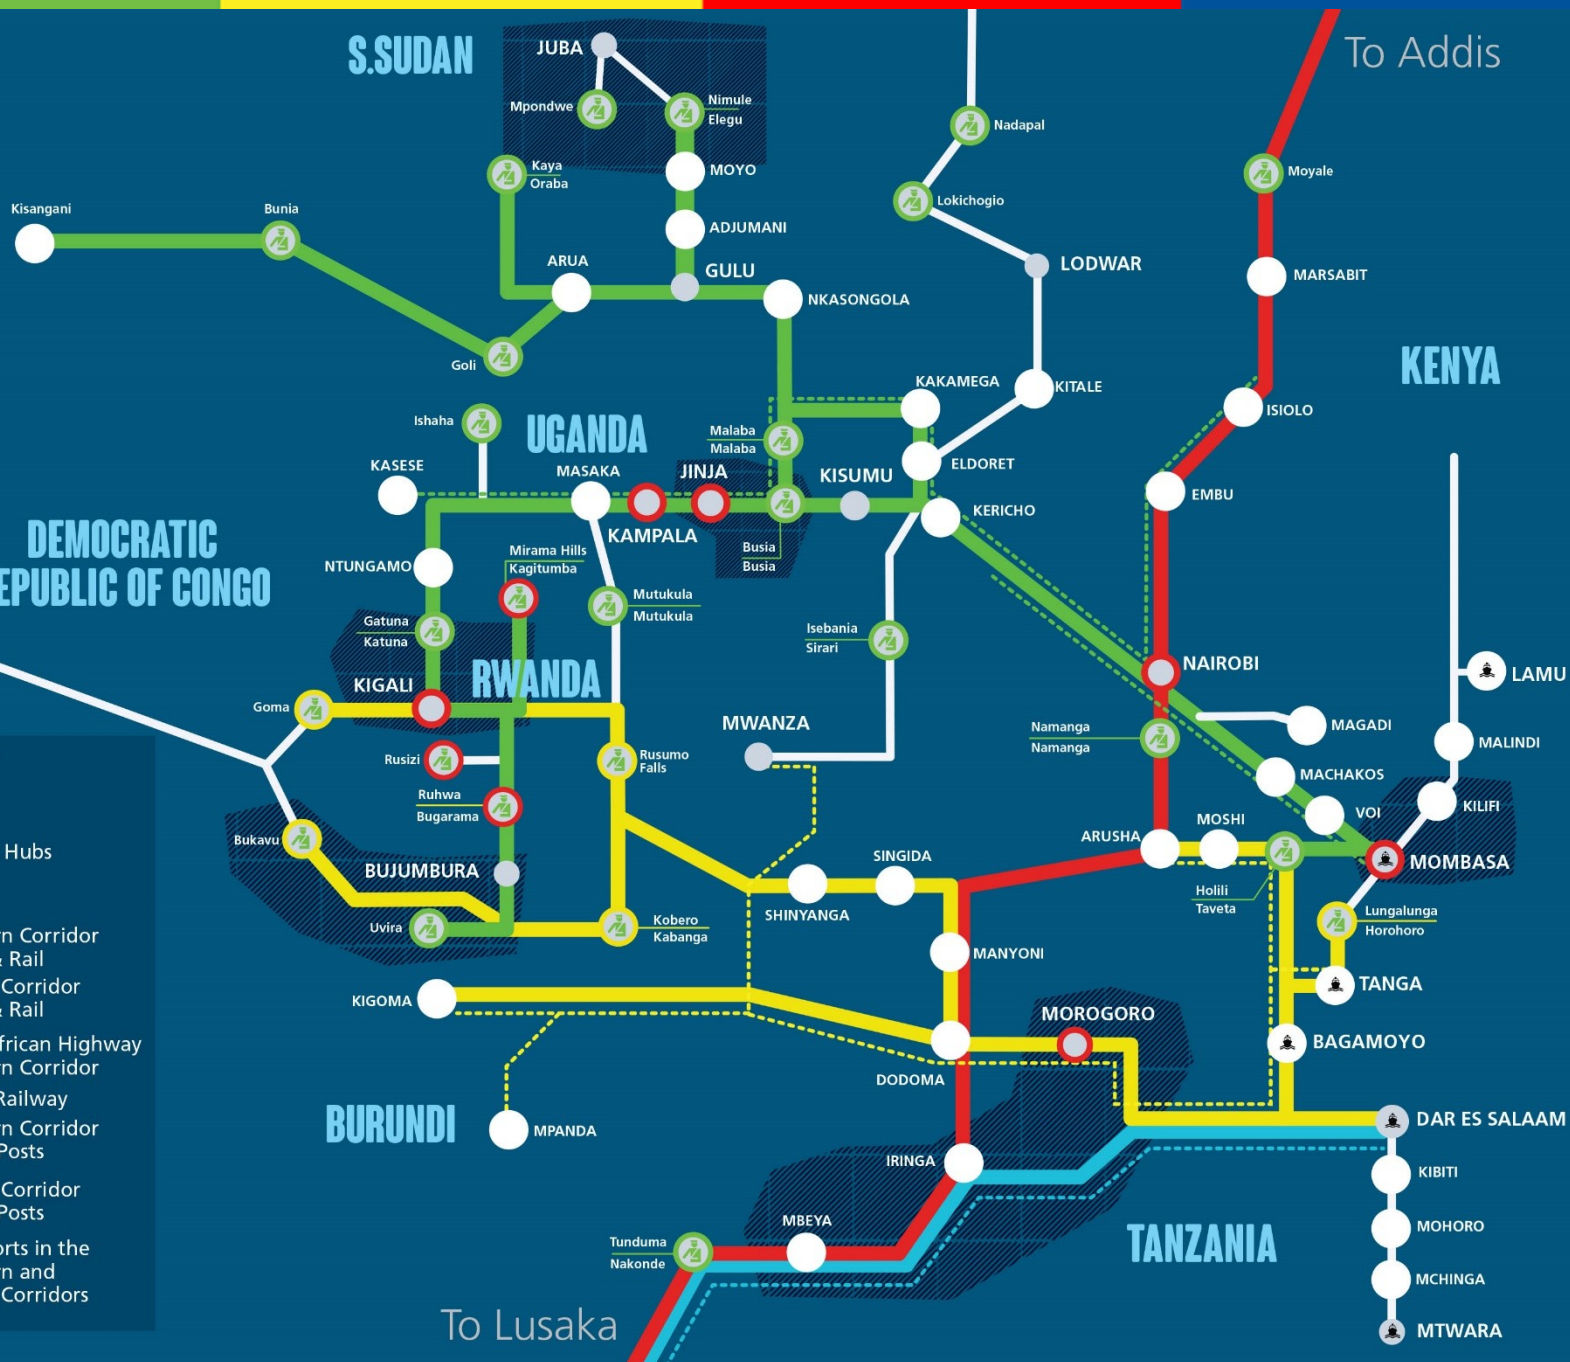 S.SUDAN
JUBA
To Addis
Mpondwe
Nimule
Elegu
Nadapal
Kaya
Oraba
MOYO
Moyale
Kisangani
Bunia
Lokichogio
ADJUMANI
ARUA
GULU
LODWAR
MARSABIT
NKASONGOLA
Goli
KENYA
KAKAMEGA
KITALE
ISIOLO
Ishaha
UGANDA
Malaba
Malaba
KASESE
MASAKA
JINJA
KISUMU
ELDORET
EMBU
KERICHO
DEMOCRATIC
EPUBLIC OF CONGO
KAMPALA
Busia
Busia
Mirama Hills
Kagitumba
NTUNGAMO
Mutukula
Mutukula
Gatuna
Katuna
Isebania
Sirari
KIGALI
RWANDA
NAIROBI
LAMU
Goma
MWANZA
Namanga
Namanga
MAGADI
MALINDI
Rusizi
Rusumo
Falls
MACHAKOS
Ruhwa
Bugarama
VOI
KILIFI
MOSHI
ARUSHA
Bukavu
Hubs
SINGIDA
MOMBASA
BUJUMBURA
Holili
Taveta
SHINYANGA
Lungalunga
Horohoro
Uvira
Kobero
Kabanga
rn Corridor
& Rail
MANYONI
Corridor
& Rail
TANGA
KIGOMA
MOROGORO
frican Highway
rn Corridor
BAGAMOYO
DODOMA
Railway
rn Corridor
Posts
BURUNDI
MPANDA
DAR ES SALAAM
IRINGA
KIBITI
Corridor
Posts
MBEYA
MOHORO
Tunduma
Nakonde
TANZANIA
orts in the
rn and
Corridors
MCHINGA
To Lusaka
MTWARA